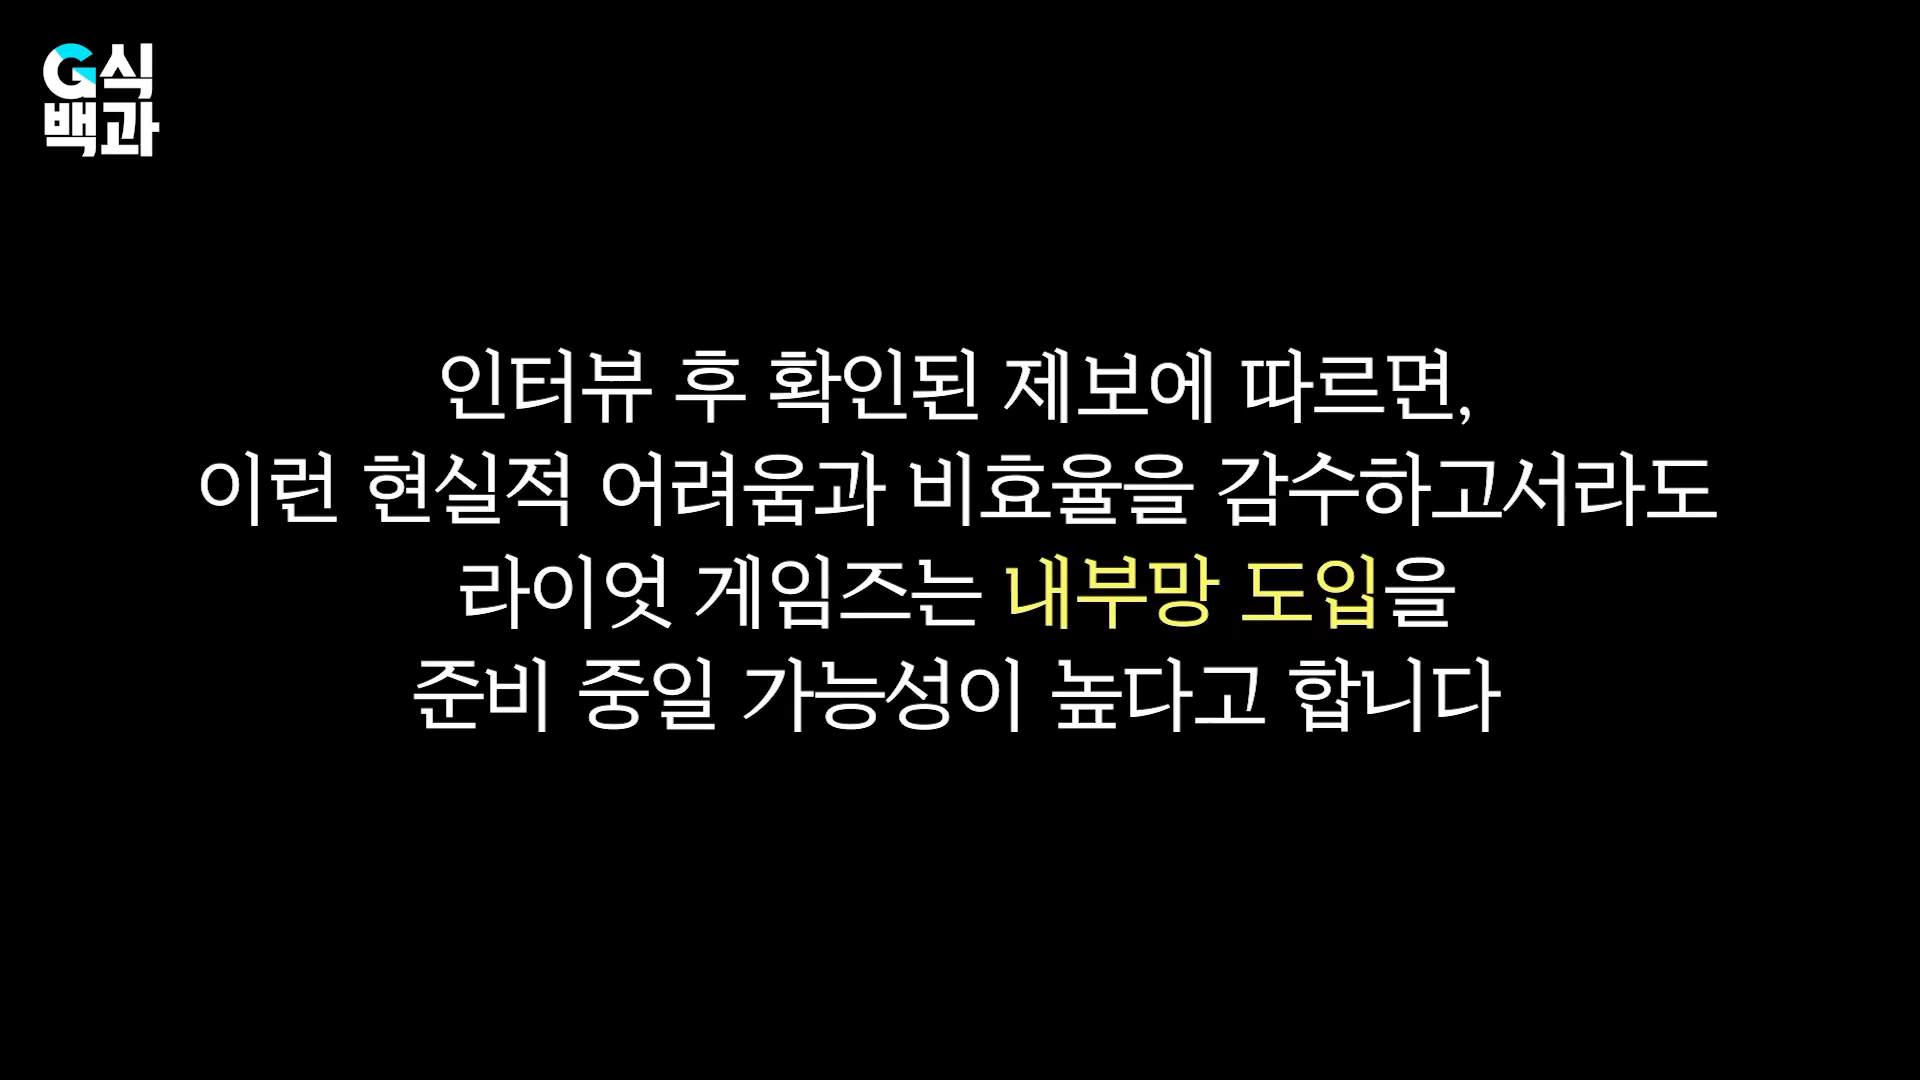 G식
백과
인터뷰 후 확인된 제보에 따르면,
이런 현실적 어려움과 비효율을 감수하고서라도
라이엇 게임즈는 내부망 도입을
준비 중일 가능성이 높다고 합니다